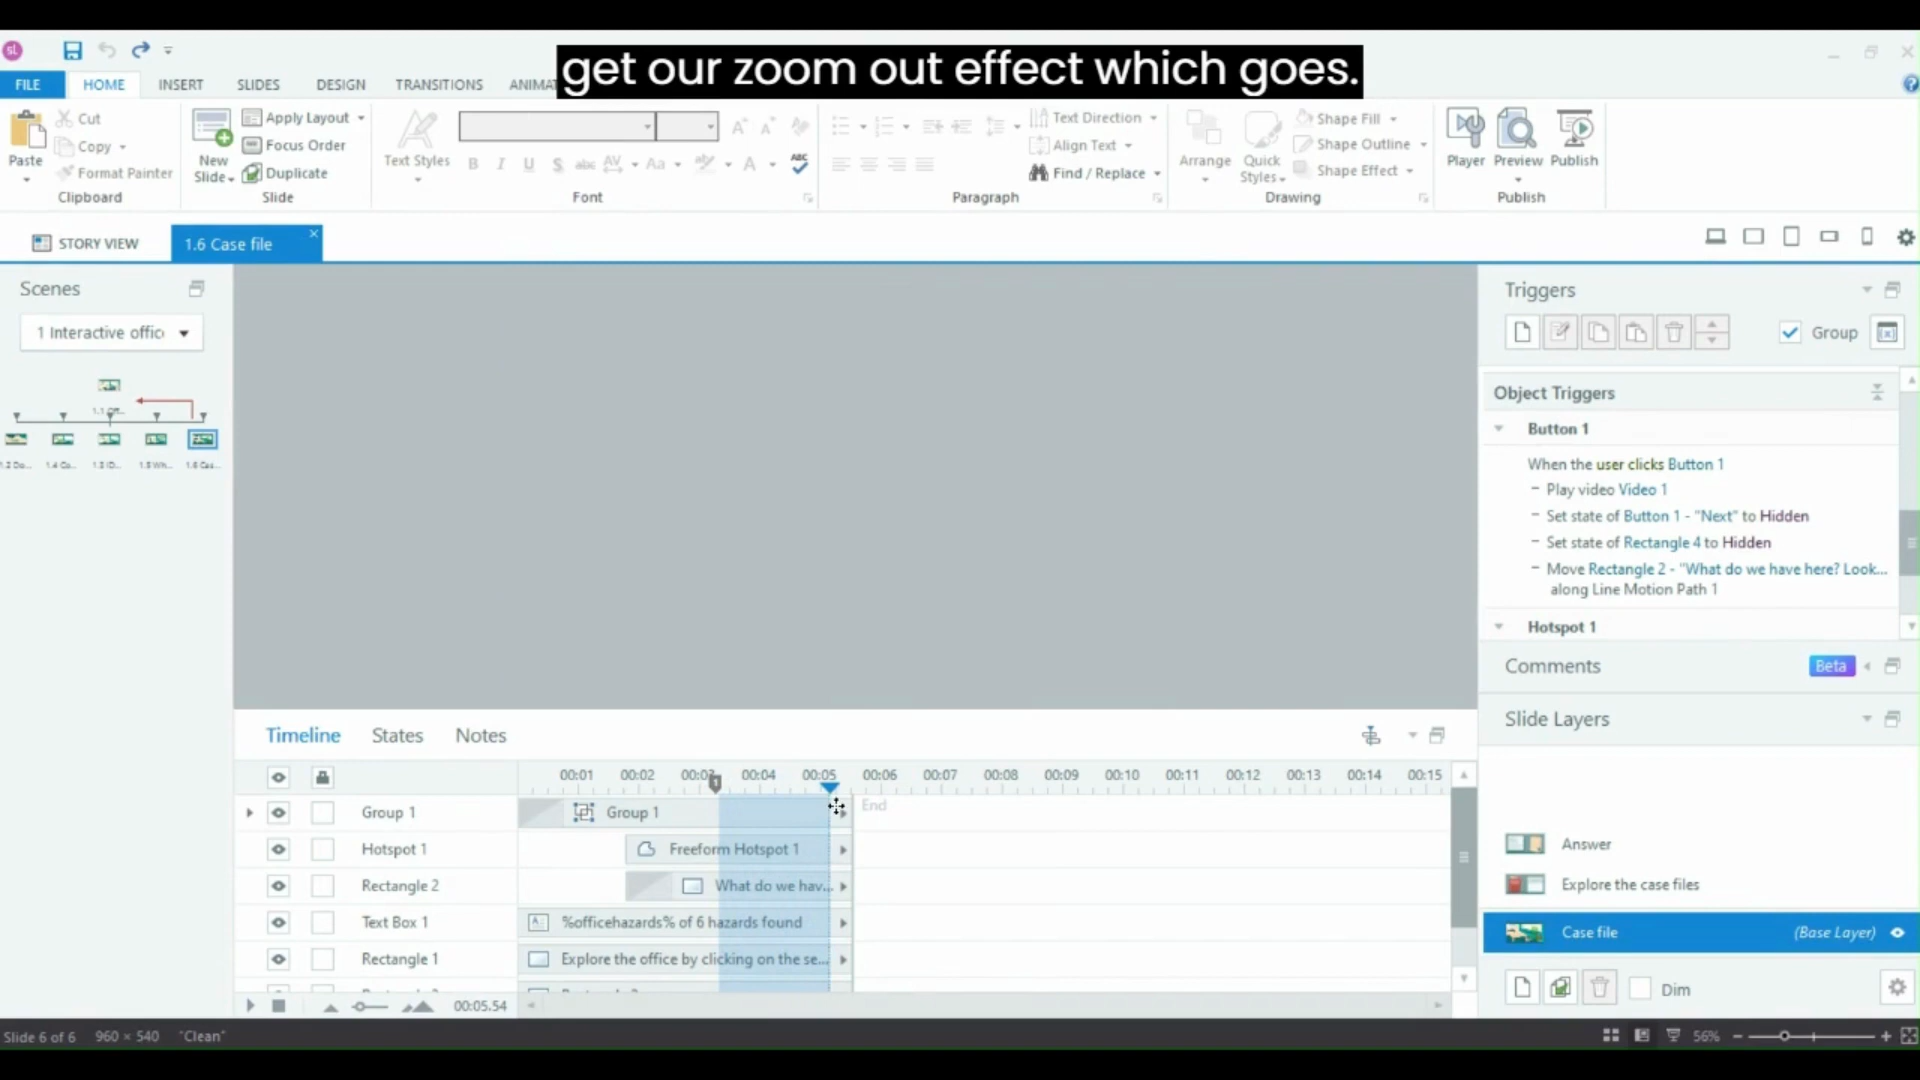 sL
get our zoom out effect which goes.
FILE HOME INSERT SLIDES DESIGN TRANSITIONS ANIMA
Paste
Cut
Copy
Format Painter
Clipboard
New
Slide
Apply Layout
Focus Order
Duplicate
Slide
Text Styles
Font
Text Direction
Align Text
Find / Replace
Paragraph
Arrange
Quick
Styles
Shape Fill
Shape Outline
Shape Effect
Drawing
Player
Preview
Publish
Publish
STORY VIEW
1.6 Case file
Scenes
1 Interactive offic
Triggers
Group
Object Triggers
Button 1
When the user clicks Button 1
- Play video Video 1
- Set state of Button 1 - "Next" to Hidden
- Set state of Rectangle 4 to Hidden
- Move Rectangle 2 - "What do we have here? Look...
along Line Motion Path 1
Hotspot 1
Comments Beta
Slide Layers
Answer
Explore the case files
Case file (Base Layer)
Dim
Timeline States Notes
00:01 00:02 00:03 00:04 00:05 00:06 00:07 00:08 00:09 00:10 00:11 00:12 00:13 00:14 00:15
Group 1 Group 1 End
Hotspot 1 Freeform Hotspot 1
Rectangle 2 What do we hav...
Text Box 1 %officehazards% of 6 hazards found
Rectangle 1 Explore the office by clicking on the se...
00:05.54
Slide 6 of 6 960 × 540 "Clean" 56%